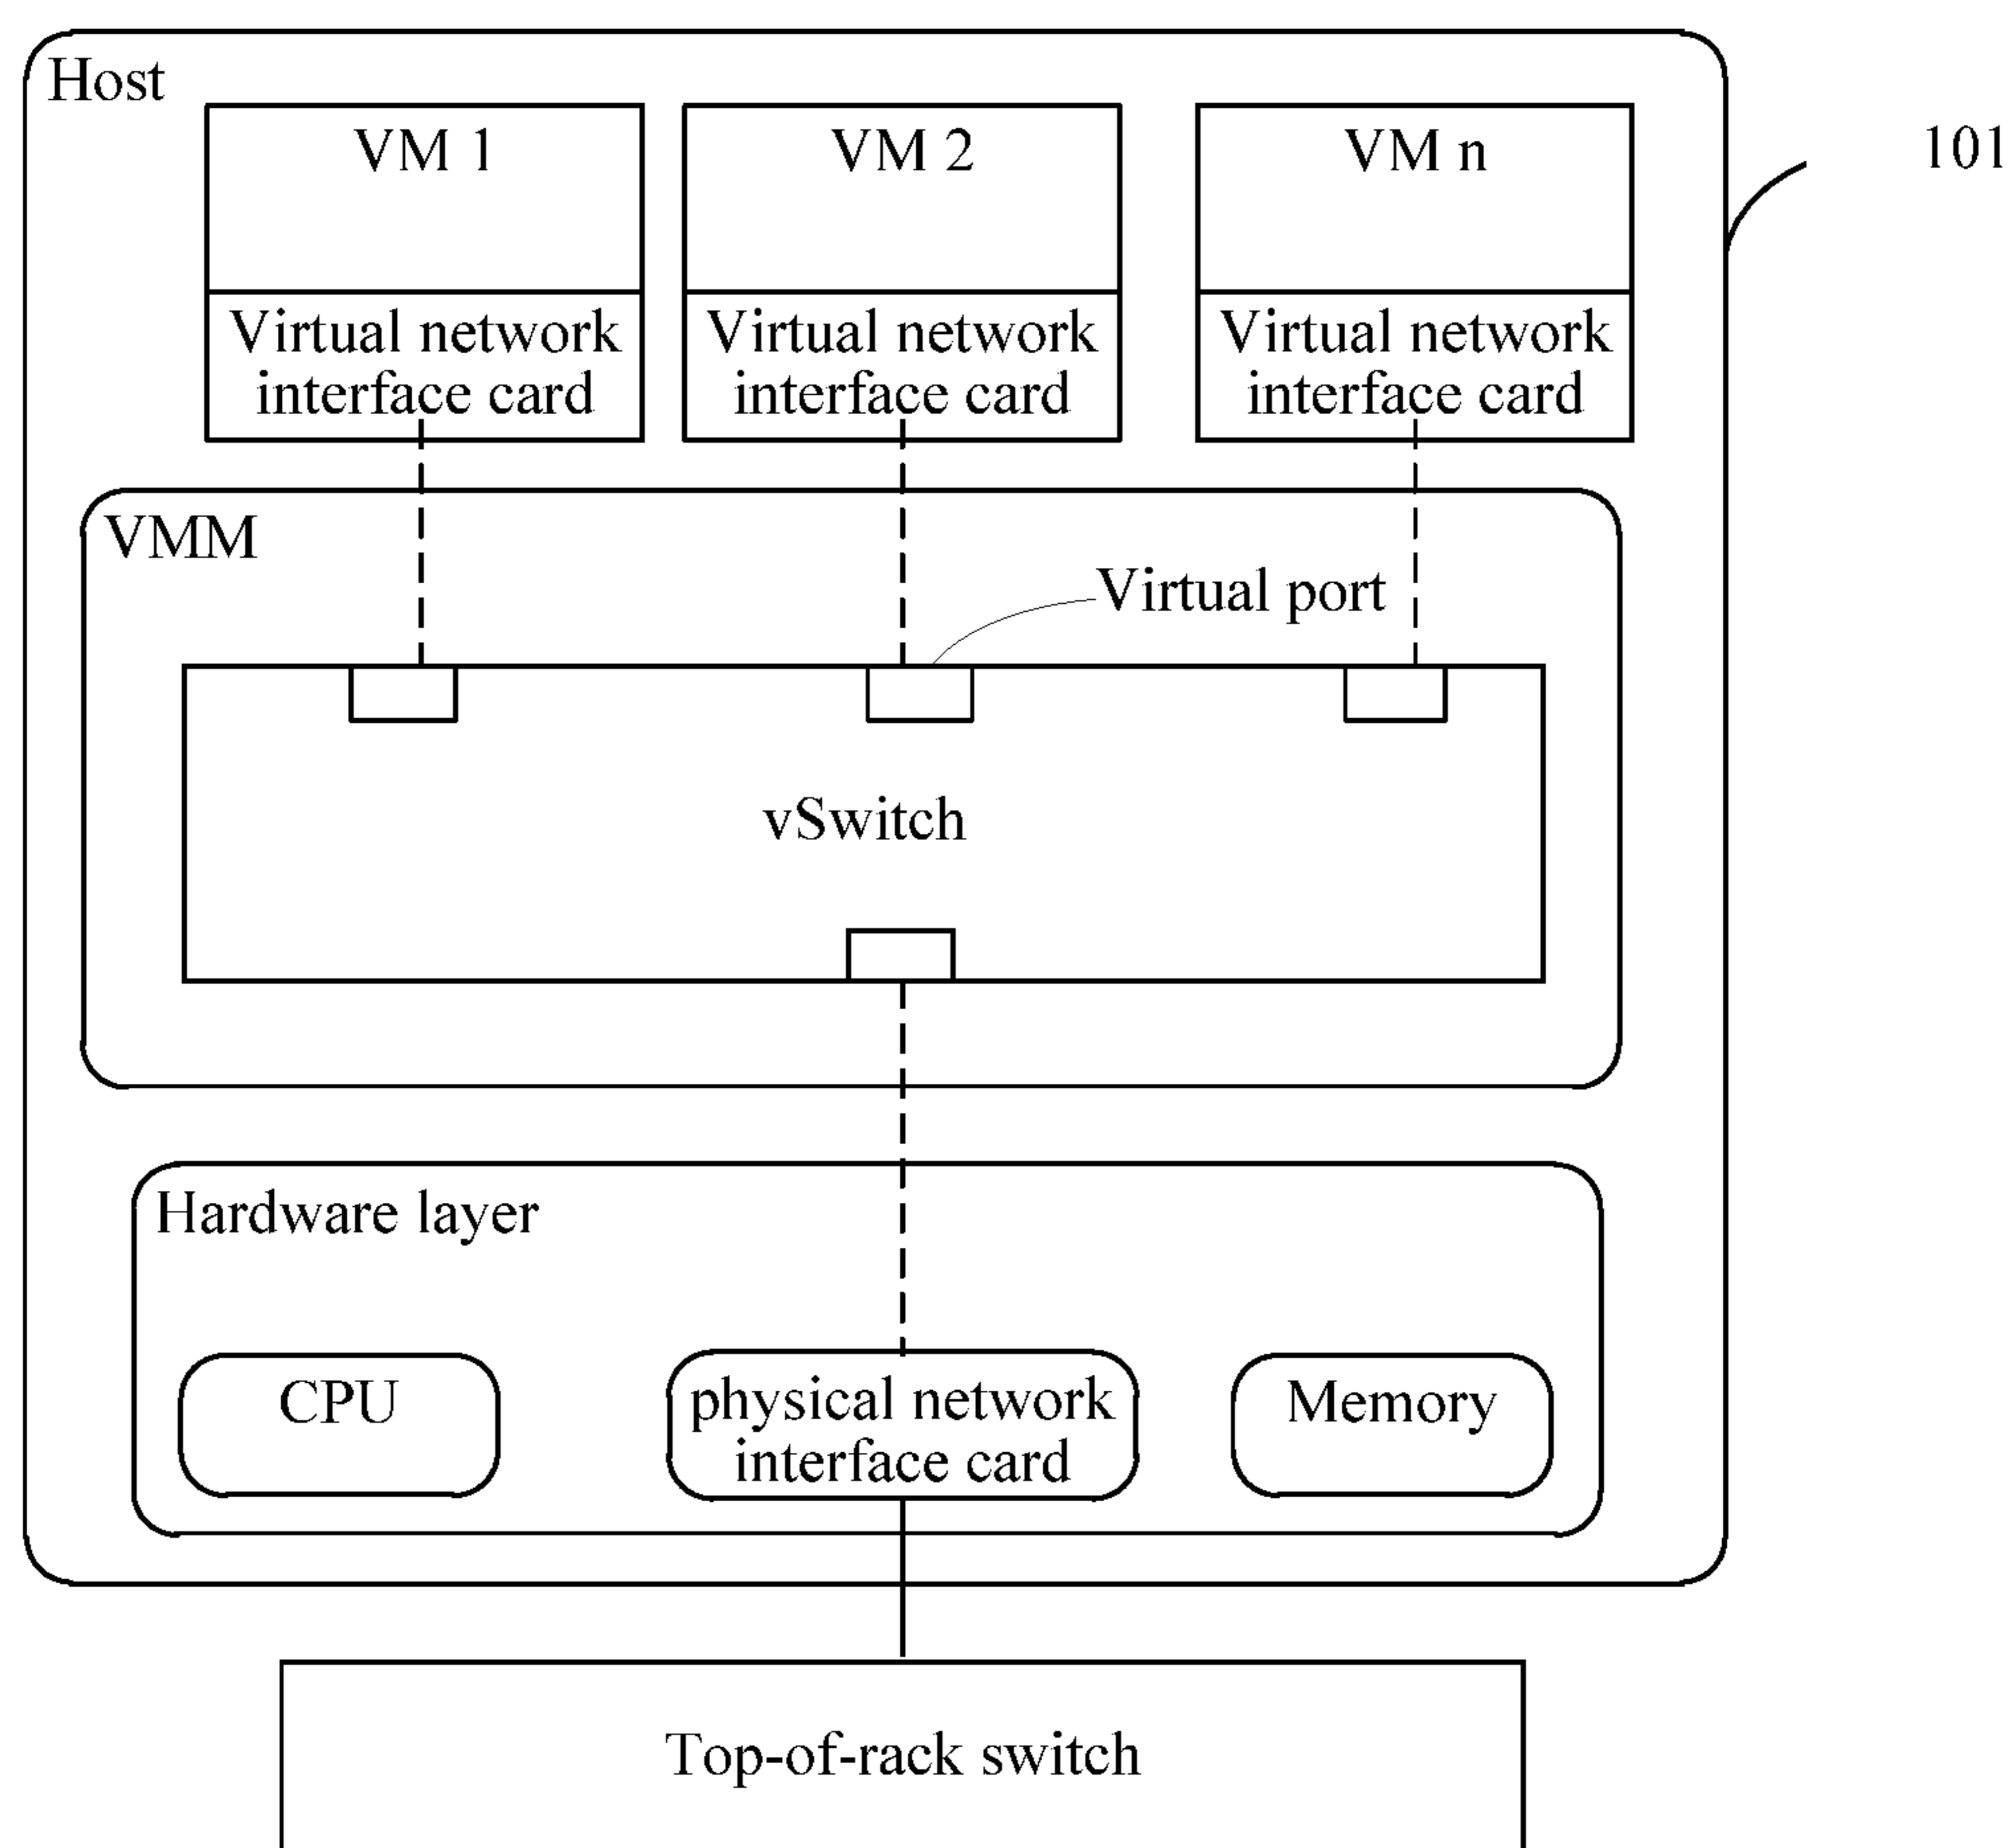 Host
101
VM 1
VM 2
VM n
Virtual network
interface card
Virtual network
interface card
Virtual network
interface card
VMM
Virtual port
vSwitch
Hardware layer
CPU
physical network
interface card
Memory
Top-of-rack switch